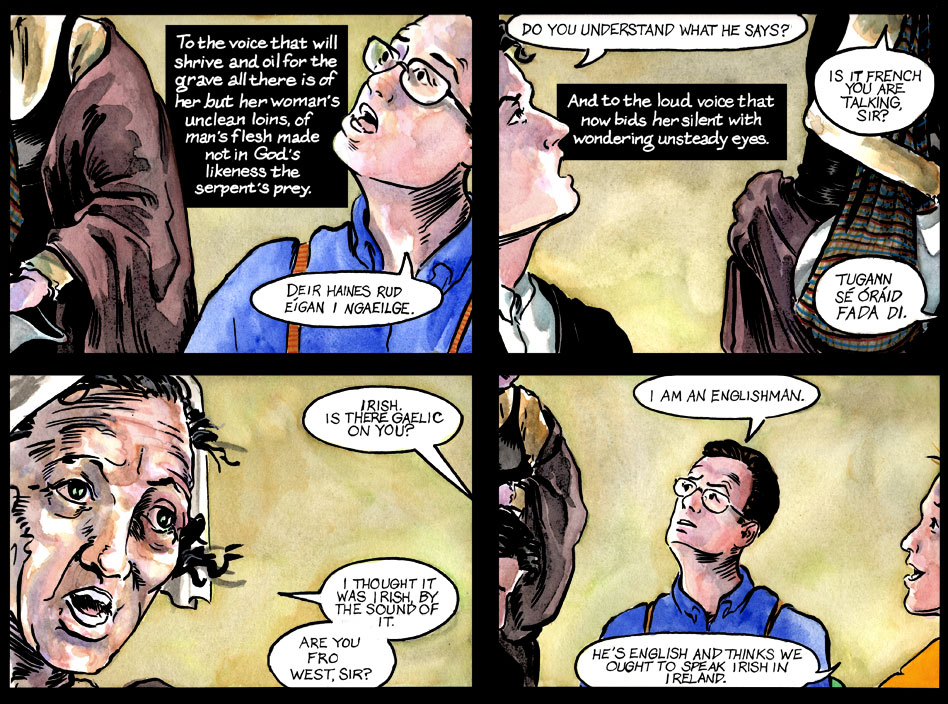 To the voice that will
shrive and oil for the
grave all there is of
her but her woman's
unclean loins, of
man's flesh made
not in God's
likeness the
serpent's prey.
DEIR HAINES RUD
EÍGAN I NGAEILGE.
DO YOU UNDERSTAND WHAT HE SAYS?
And to the loud voice that
now bids her silent with
wondering unsteady eyes.
IS IT FRENCH
YOU ARE
TALKING,
SIR?
TUGANN
SÉ ÓRÁID
FADA DI.
IRISH.
IS THERE GAELIC
ON YOU?
I THOUGHT IT
WAS IRISH, BY
THE SOUND OF
IT.
ARE YOU
FRO
WEST, SIR?
I AM AN ENGLISHMAN.
HE'S ENGLISH AND THINKS WE
OUGHT TO SPEAK IRISH IN
IRELAND.